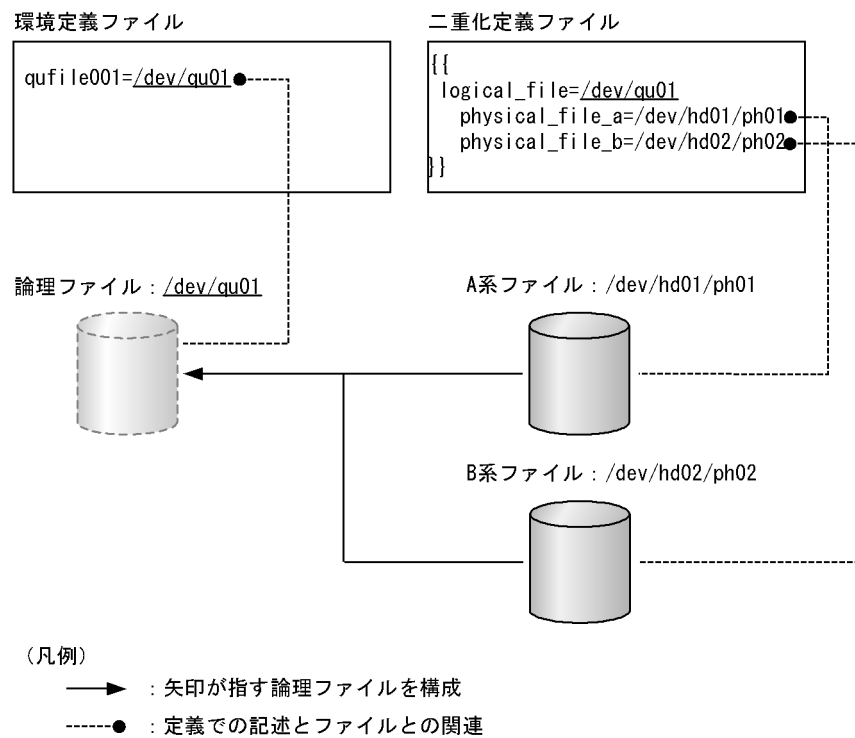 環境定義ファイル
qufile001=/dev/qu01
二重化定義ファイル
{{
logical_file=/dev/qu01
physical_file_a=/dev/hd01/ph01
physical_file_b=/dev/hd02/ph02
}}
論理ファイル：/dev/qu01
A系ファイル：/dev/hd01/ph01
B系ファイル：/dev/hd02/ph02
（凡例）
：矢印が指す論理ファイルを構成
：定義での記述とファイルとの関連